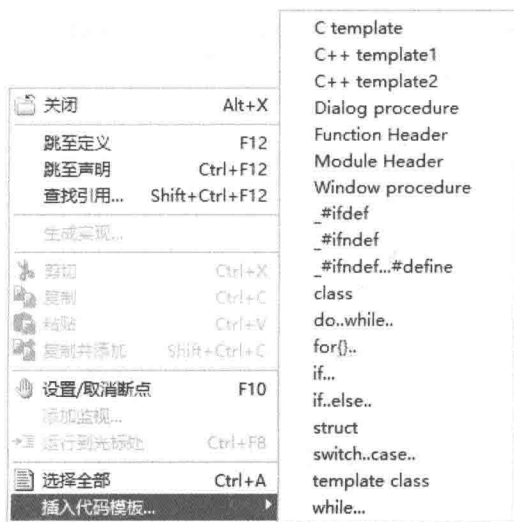 关闭 Alt+X
跳至定义 F12
跳至声明 Ctrl+F12
查找引用... Shift+Ctrl+F12
生成实现...
剪切 Ctrl+X
复制 Ctrl+C
粘贴 Ctrl+V
复制并添加 Shift+Ctrl+C
设置/取消断点 F10
添加监视...
运行到光标处 Ctrl+F8
选择全部 Ctrl+A
插入代码模板...
C template
C++ template1
C++ template2
Dialog procedure
Function Header
Module Header
Window procedure
_#ifdef
_#ifndef
_#ifndef...#define
class
do..while..
for{}..
if...
if..else..
struct
switch..case..
template class
while...